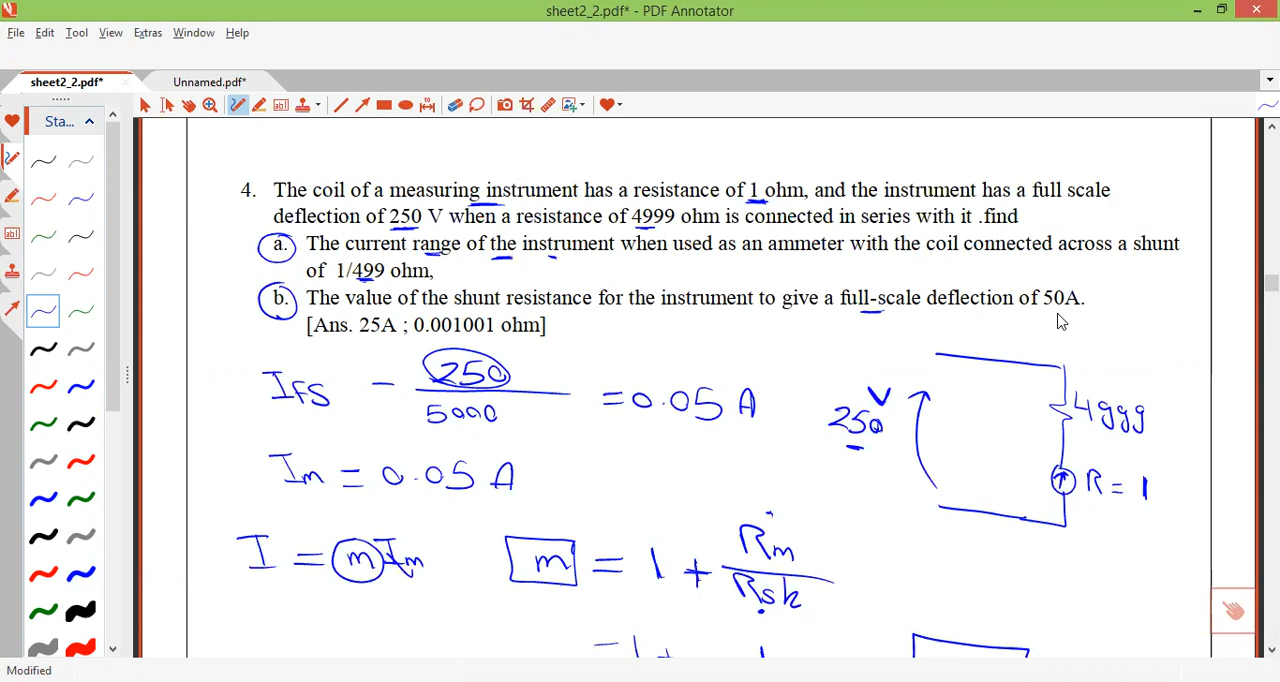 sheet2_2.pdf* - PDF Annotator
File Edit Tool View Extras Window Help
sheet2_2.pdf* Unnamed.pdf*
Sta...
4. The coil of a measuring instrument has a resistance of 1 ohm, and the instrument has a full scale
deflection of 250 V when a resistance of 4999 ohm is connected in series with it .find
a. The current range of the instrument when used as an ammeter with the coil connected across a shunt
of 1/499 ohm,
b. The value of the shunt resistance for the instrument to give a full-scale deflection of 50A.
[Ans. 25A ; 0.001001 ohm]
IFS = 250 / 5000 = 0.05 A
250 V
4999
R = 1
Im = 0.05 A
I = m Im
m = 1 + Rm / Rsh
= 1 +
Modified